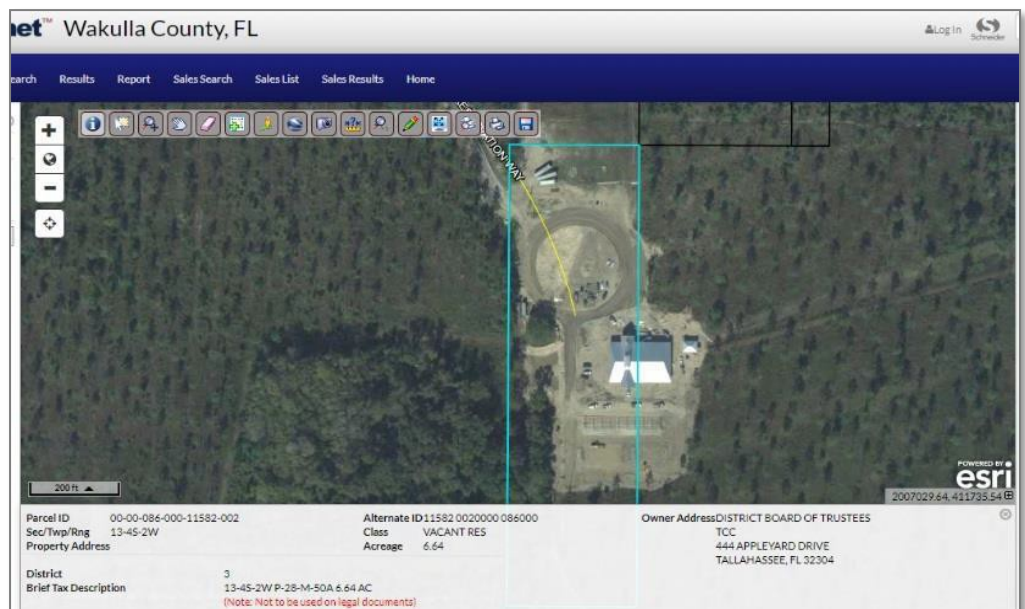 net™ Wakulla County, FL
Log In
Schneider
earch Results Report Sales Search Sales List Sales Results Home
ATION WAY
200 ft
POWERED BY
esri
2007029.64, 411735.54
Parcel ID 00-00-086-000-11582-002 Alternate ID 11582 0020000 086000 Owner Address DISTRICT BOARD OF TRUSTEES
Sec/Twp/Rng 13-4S-2W Class VACANT RES TCC
Property Address Acreage 6.64 444 APPLEYARD DRIVE
TALLAHASSEE, FL 32304
District 3
Brief Tax Description 13-4S-2W P-28-M-50A 6.64 AC
(Note: Not to be used on legal documents)